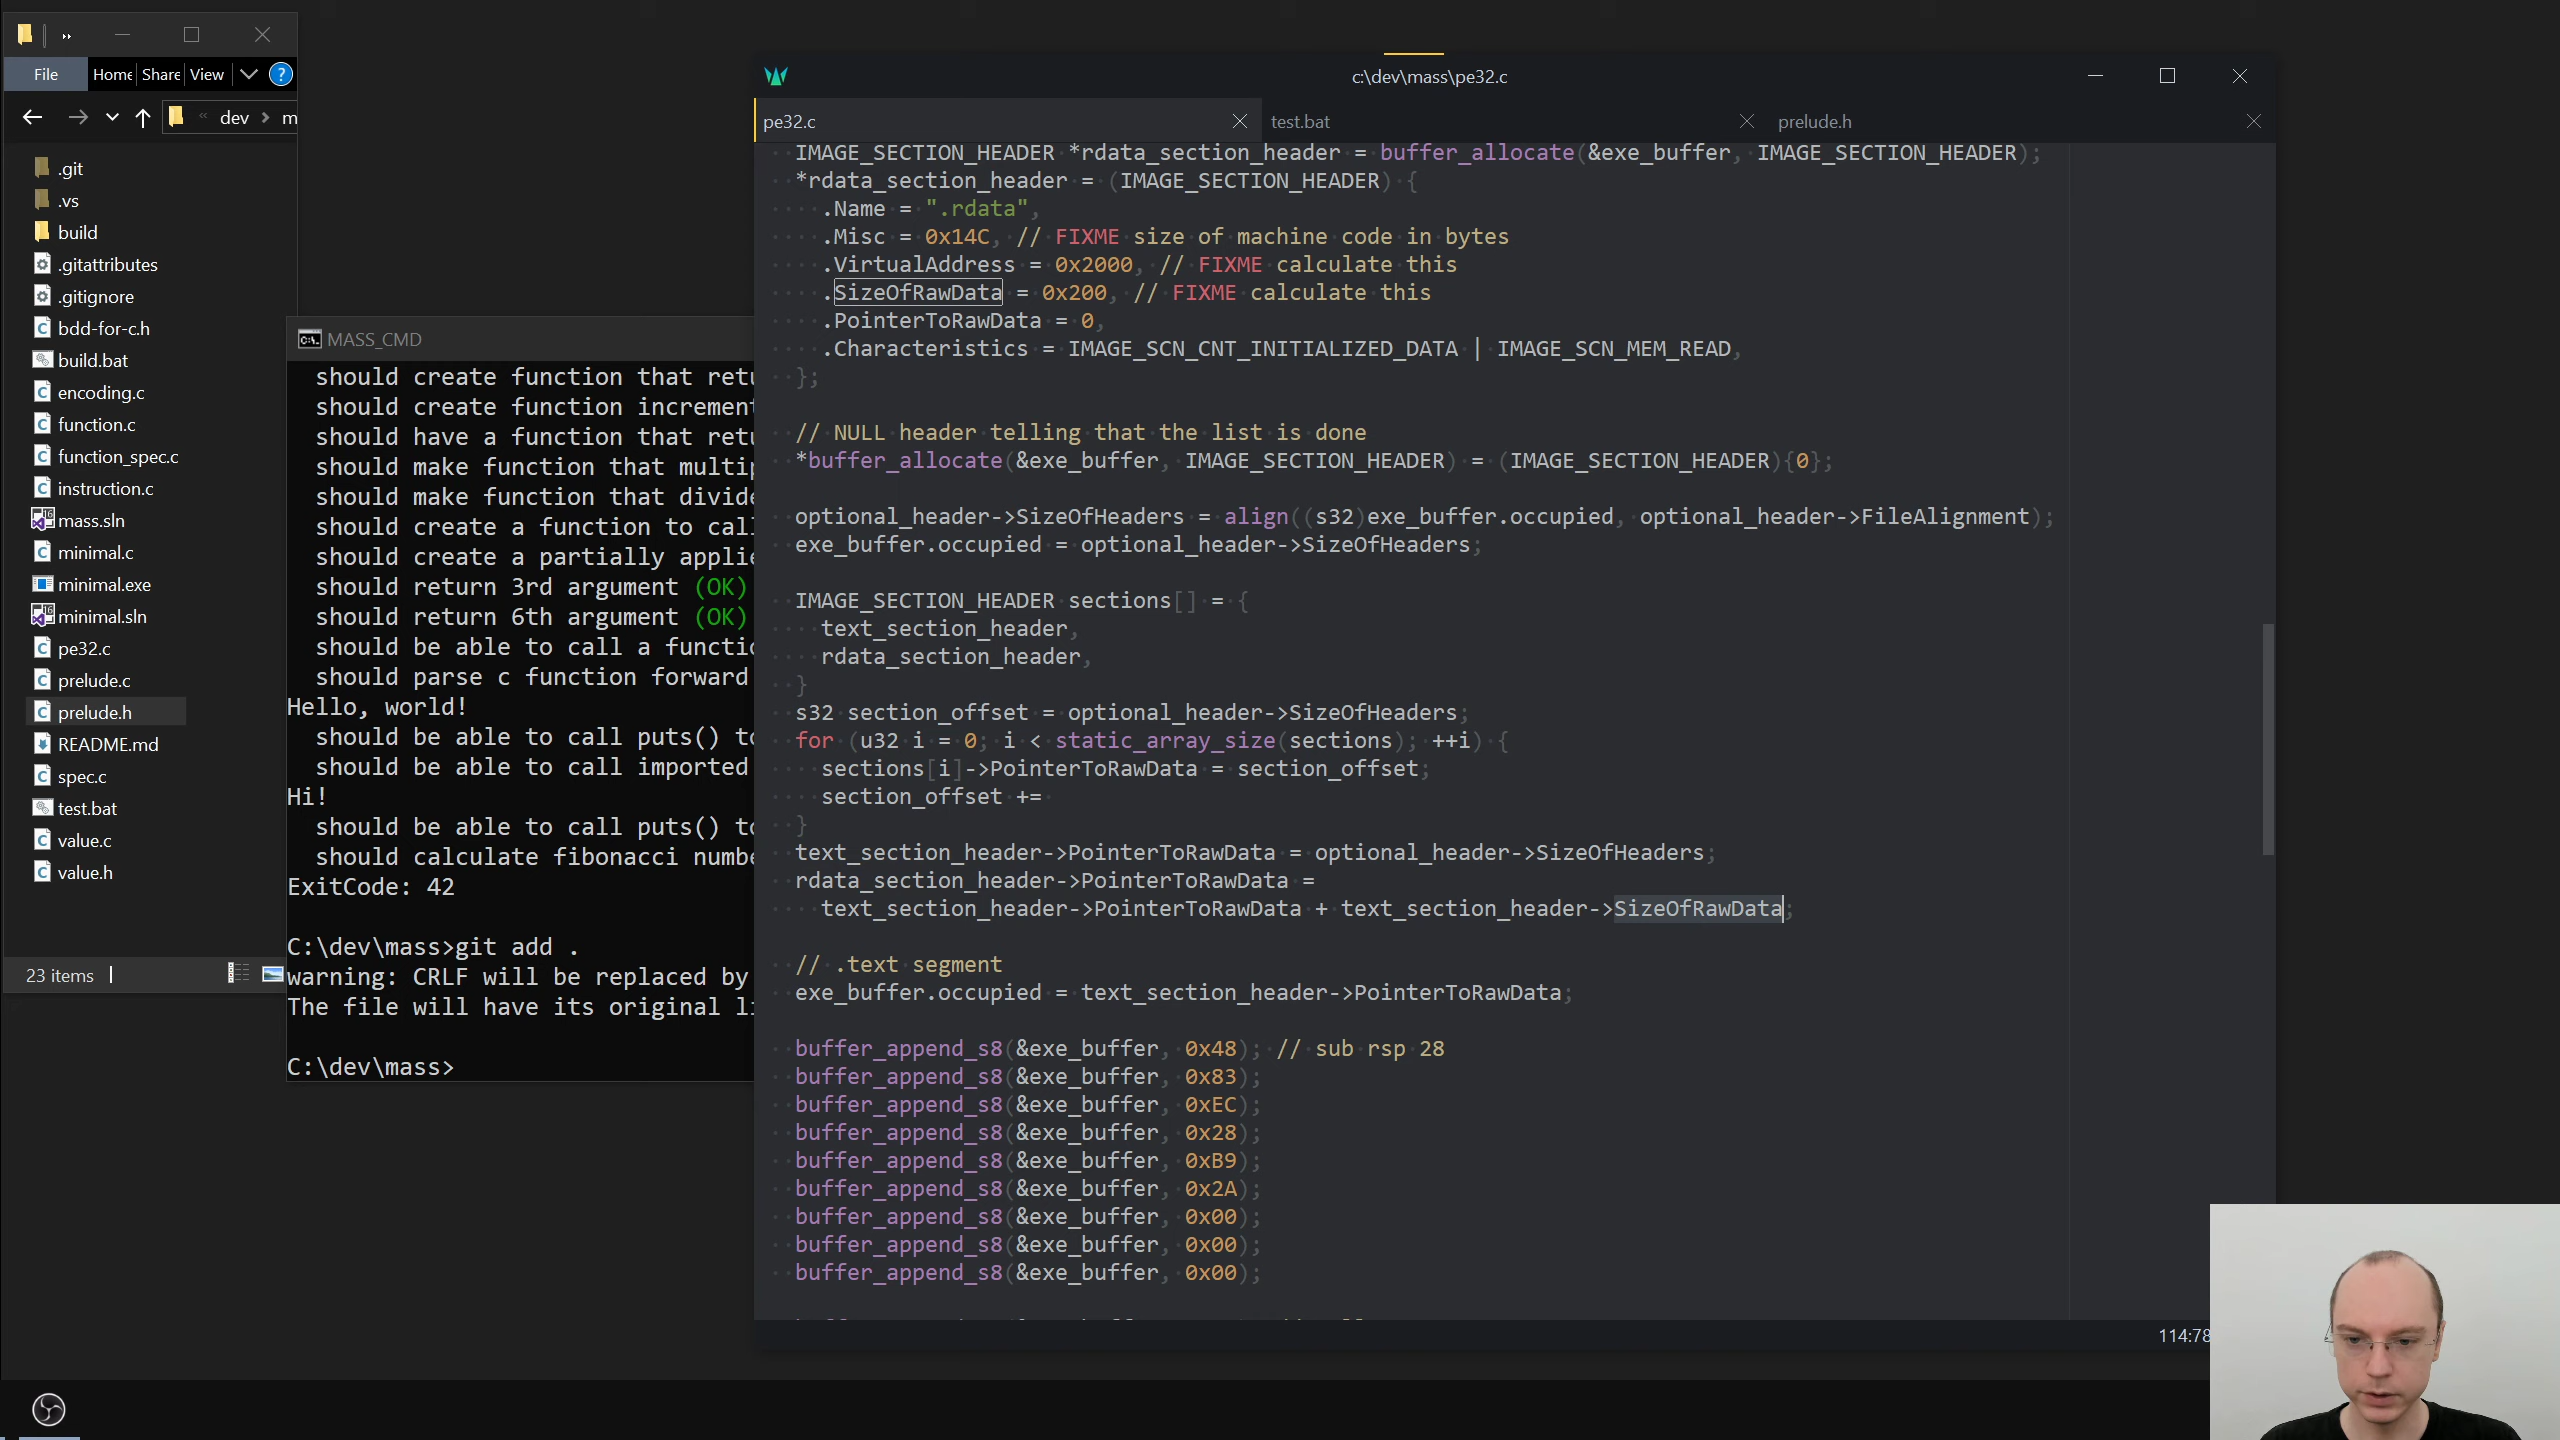 File Home Share View
dev > m
.git
.vs
build
.gitattributes
.gitignore
bdd-for-c.h
build.bat
encoding.c
function.c
function_spec.c
instruction.c
mass.sln
minimal.c
minimal.exe
minimal.sln
pe32.c
prelude.c
prelude.h
README.md
spec.c
test.bat
value.c
value.h
23 items
MASS_CMD
should create function that retu
should create function increment
should have a function that retu
should make function that multip
should make function that divide
should create a function to call
should create a partially applie
should return 3rd argument (OK)
should return 6th argument (OK)
should be able to call a functio
should parse c function forward
Hello, world!
should be able to call puts() to
should be able to call imported
Hi!
should be able to call puts() to
should calculate fibonacci numbe
ExitCode: 42
C:\dev\mass>git add .
warning: CRLF will be replaced by
The file will have its original li
C:\dev\mass>
c:\dev\mass\pe32.c
pe32.c
test.bat
prelude.h
IMAGE_SECTION_HEADER *rdata_section_header = buffer_allocate(&exe_buffer, IMAGE_SECTION_HEADER);
*rdata_section_header = (IMAGE_SECTION_HEADER) {
.Name = ".rdata",
.Misc = 0x14C, // FIXME size of machine code in bytes
.VirtualAddress = 0x2000, // FIXME calculate this
.SizeOfRawData = 0x200, // FIXME calculate this
.PointerToRawData = 0,
.Characteristics = IMAGE_SCN_CNT_INITIALIZED_DATA | IMAGE_SCN_MEM_READ,
};
// NULL header telling that the list is done
*buffer_allocate(&exe_buffer, IMAGE_SECTION_HEADER) = (IMAGE_SECTION_HEADER){0};
optional_header->SizeOfHeaders = align((s32)exe_buffer.occupied, optional_header->FileAlignment);
exe_buffer.occupied = optional_header->SizeOfHeaders;
IMAGE_SECTION_HEADER sections[] = {
text_section_header,
rdata_section_header,
}
s32 section_offset = optional_header->SizeOfHeaders;
for (u32 i = 0; i < static_array_size(sections); ++i) {
sections[i]->PointerToRawData = section_offset;
section_offset +=
}
text_section_header->PointerToRawData = optional_header->SizeOfHeaders;
rdata_section_header->PointerToRawData =
text_section_header->PointerToRawData + text_section_header->SizeOfRawData;
// .text segment
exe_buffer.occupied = text_section_header->PointerToRawData;
buffer_append_s8(&exe_buffer, 0x48); // sub rsp 28
buffer_append_s8(&exe_buffer, 0x83);
buffer_append_s8(&exe_buffer, 0xEC);
buffer_append_s8(&exe_buffer, 0x28);
buffer_append_s8(&exe_buffer, 0xB9);
buffer_append_s8(&exe_buffer, 0x2A);
buffer_append_s8(&exe_buffer, 0x00);
buffer_append_s8(&exe_buffer, 0x00);
buffer_append_s8(&exe_buffer, 0x00);
114:78